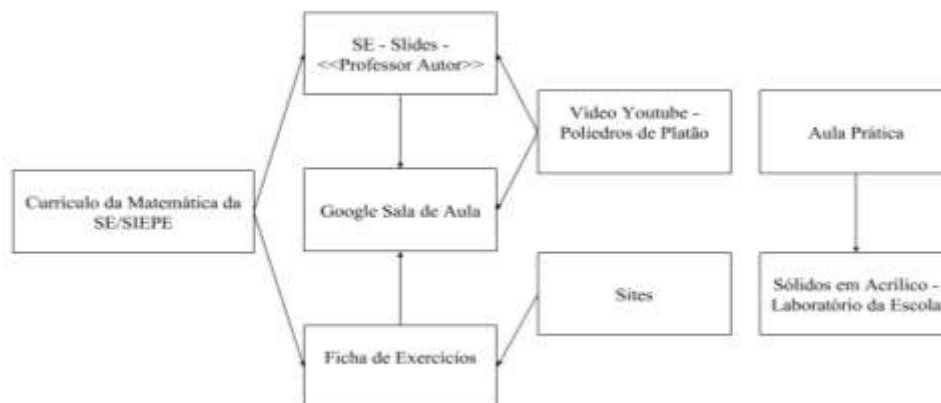 SE - Slides -
<<Professor Autor>>
Video Youtube -
Poliedros de Platão
Aula Prática
Currículo da Matemática da
SE/SIEPE
Google Sala de Aula
Sites
Sólidos em Acrílico -
Laboratório da Escola
Ficha de Exercícios